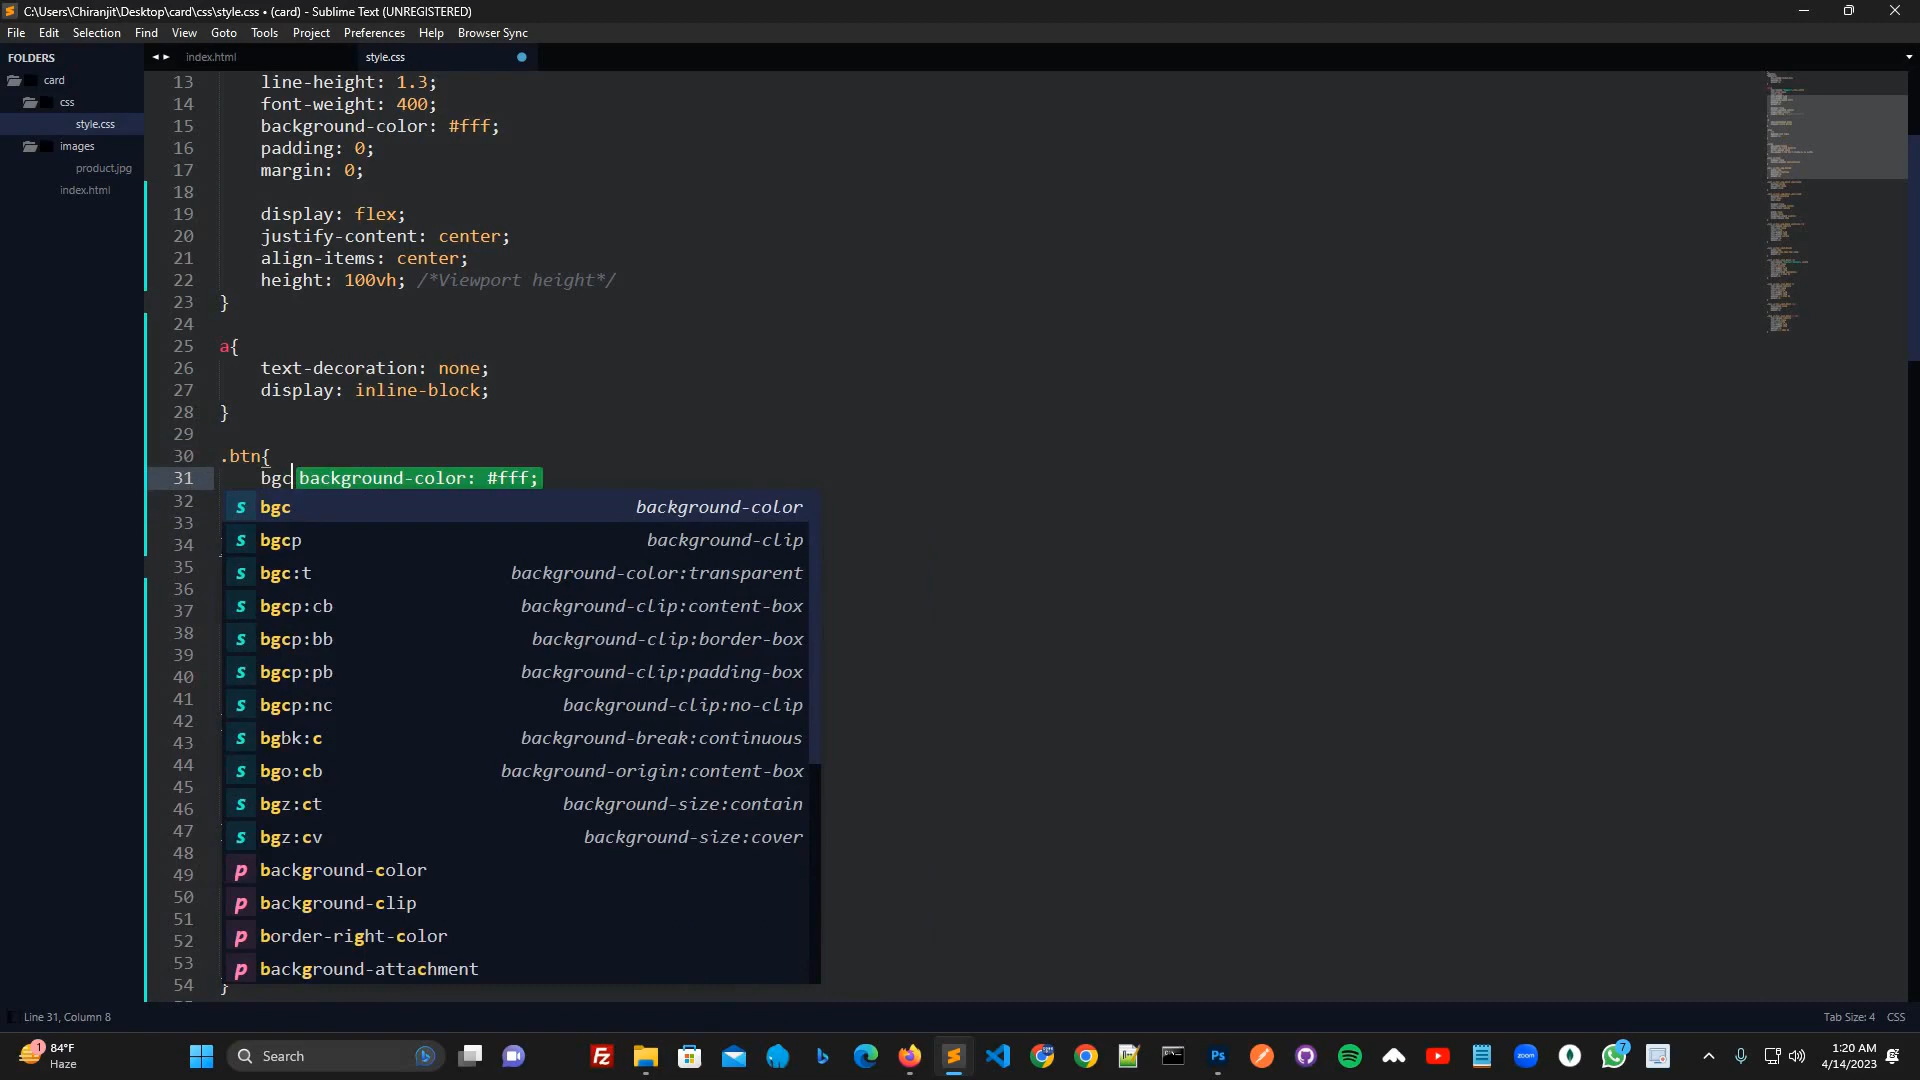 C:\Users\Chiranjit\Desktop\card\css\style.css • (card) - Sublime Text (UNREGISTERED)
File Edit Selection Find View Goto Tools Project Preferences Help Browser Sync
FOLDERS
card
css
style.css
images
product.jpg
index.html
index.html style.css
13 line-height: 1.3;
14 font-weight: 400;
15 background-color: #fff;
16 padding: 0;
17 margin: 0;
18
19 display: flex;
20 justify-content: center;
21 align-items: center;
22 height: 100vh; /*Viewport height*/
23 }
24
25 a{
26 text-decoration: none;
27 display: inline-block;
28 }
29
30 .btn{
31 bgc background-color: #fff;
32
33
34
35
36
37
38
39
40
41
42
43
44
45
46
47
48
49
50
51
52
53
54 }
s bgc background-color
s bgcp background-clip
s bgc:t background-color:transparent
s bgcp:cb background-clip:content-box
s bgcp:bb background-clip:border-box
s bgcp:pb background-clip:padding-box
s bgcp:nc background-clip:no-clip
s bgbk:c background-break:continuous
s bgo:cb background-origin:content-box
s bgz:ct background-size:contain
s bgz:cv background-size:cover
p background-color
p background-clip
p border-right-color
p background-attachment
Line 31, Column 8 Tab Size: 4 CSS
1 84°F
Haze
Search
Fz
Ps
zoom
7
1:20 AM
4/14/2023